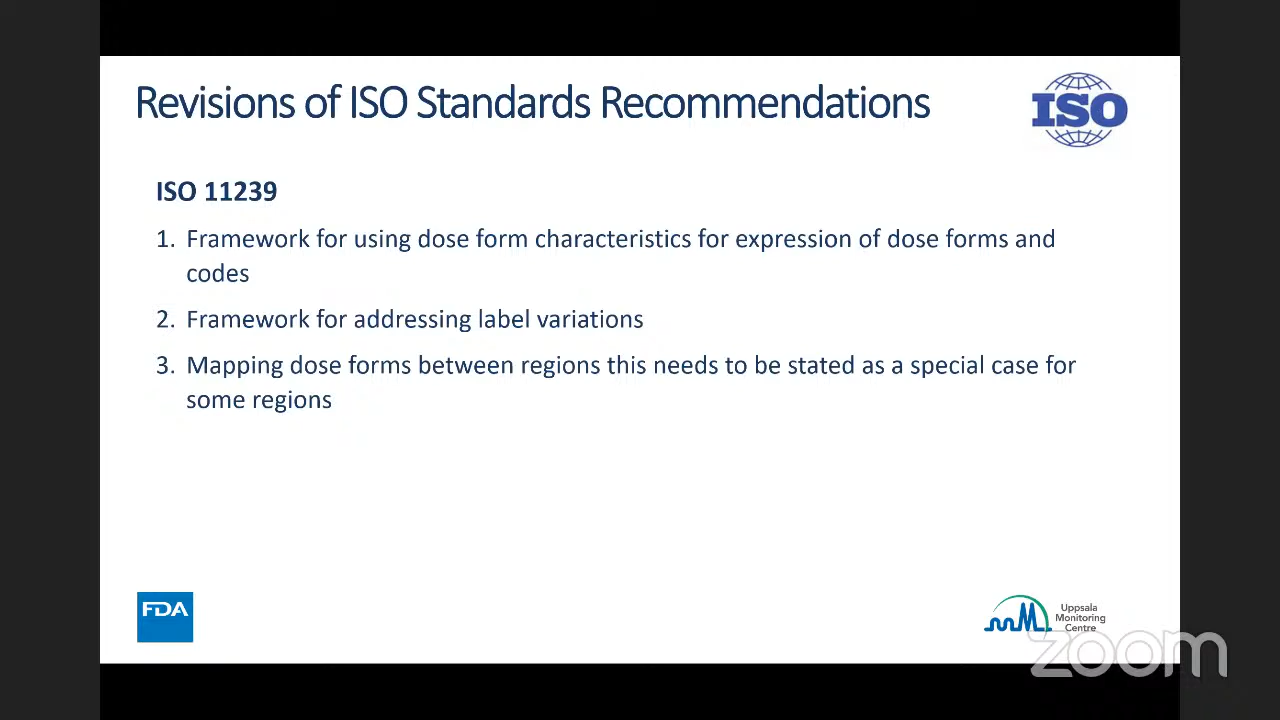 Revisions of ISO Standards Recommendations
ISO
ISO 11239
1. Framework for using dose form characteristics for expression of dose forms and
codes
2. Framework for addressing label variations
3. Mapping dose forms between regions this needs to be stated as a special case for
some regions
FDA
Uppsala
Monitoring
Centre
zoom